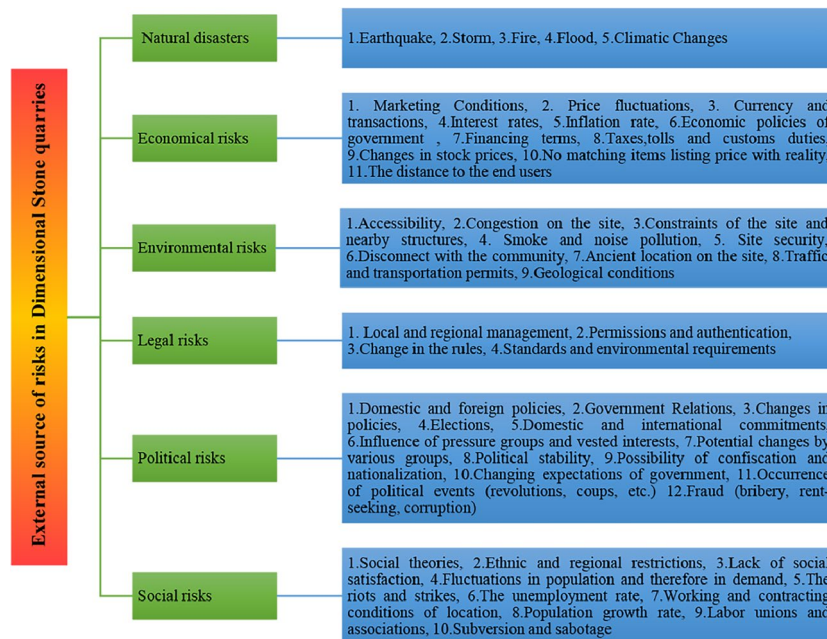 External source of risks in Dimensional Stone quarries
Natural disasters
1.Earthquake, 2.Storm, 3.Fire, 4.Flood, 5.Climatic Changes
Economical risks
1. Marketing Conditions, 2. Price fluctuations, 3. Currency and
transactions, 4.Interest rates, 5.Inflation rate, 6.Economic policies of
government , 7.Financing terms, 8.Taxes,tolls and customs duties,
9.Changes in stock prices, 10.No matching items listing price with reality,
11.The distance to the end users
Environmental risks
1.Accessibility, 2.Congestion on the site, 3.Constraints of the site and
nearby structures, 4. Smoke and noise pollution, 5. Site security,
6.Disconnect with the community, 7.Ancient location on the site, 8.Traffic
and transportation permits, 9.Geological conditions
Legal risks
1. Local and regional management, 2.Permissions and authentication,
3.Change in the rules, 4.Standards and environmental requirements
Political risks
1.Domestic and foreign policies, 2.Government Relations, 3.Changes in
policies, 4.Elections, 5.Domestic and international commitments,
6.Influence of pressure groups and vested interests, 7.Potential changes by
various groups, 8.Political stability, 9.Possibility of confiscation and
nationalization, 10.Changing expectations of government, 11.Occurrence
of political events (revolutions, coups, etc.) 12.Fraud (bribery, rent-
seeking, corruption)
Social risks
1.Social theories, 2.Ethnic and regional restrictions, 3.Lack of social
satisfaction, 4.Fluctuations in population and therefore in demand, 5.The
riots and strikes, 6.The unemployment rate, 7.Working and contracting
conditions of location, 8.Population growth rate, 9.Labor unions and
associations, 10.Subversion and sabotage